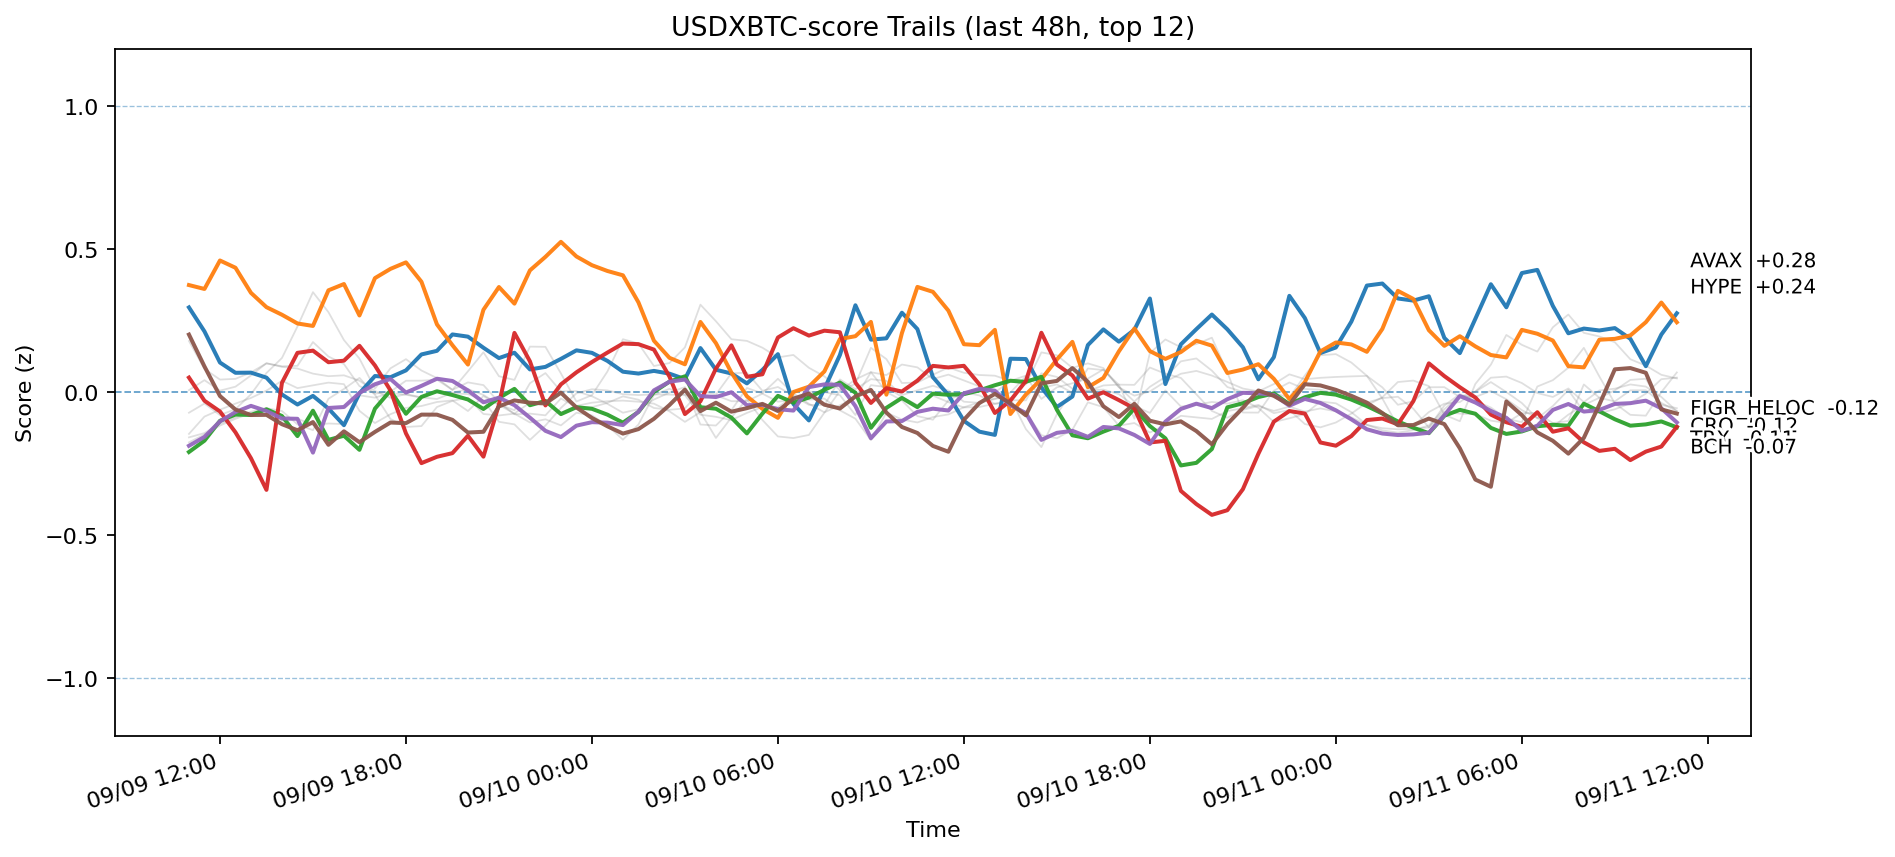 USDXBTC-score Trails (last 48h, top 12)
Score (z)
1.0
0.5
0.0
−0.5
−1.0
AVAX +0.28
HYPE +0.24
FIGR_HELOC -0.12
CRO -0.12
BCH -0.07
09/09 12:00
09/09 18:00
09/10 00:00
09/10 06:00
09/10 12:00
09/10 18:00
09/11 00:00
09/11 06:00
09/11 12:00
Time